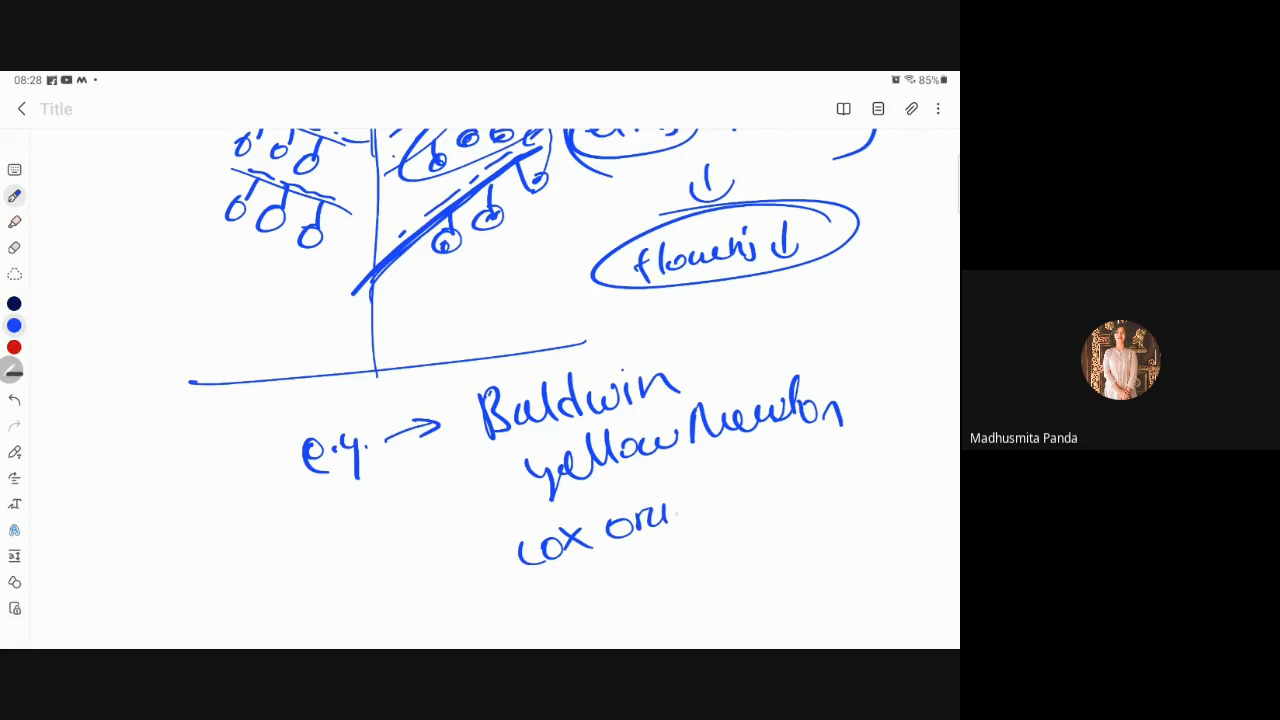 08:28
85%
Title
flowers ↓
e.g. → Baldwin
yellow Newton
cox ora
Madhusmita Panda